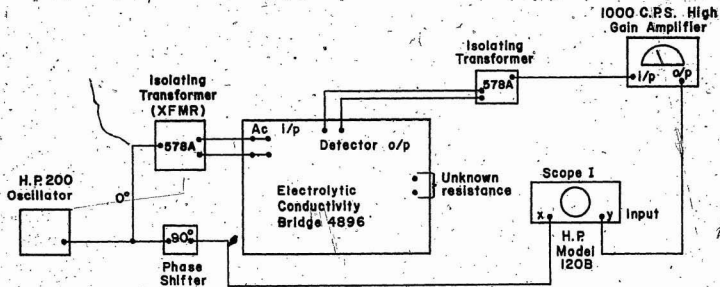 1000 C.P.S. High
Gain Amplifier
i/p o/p
Isolating
Transformer
578A
Isolating
Transformer
(XFMR)
578A
Ac i/p
Detector o/p
Unknown
resistance
Electrolytic
Conductivity
Bridge 4896
Scope I
x y Input
H.P.
Model
120B
H.P. 200
Oscillator
0°
90°
Phase
Shifter